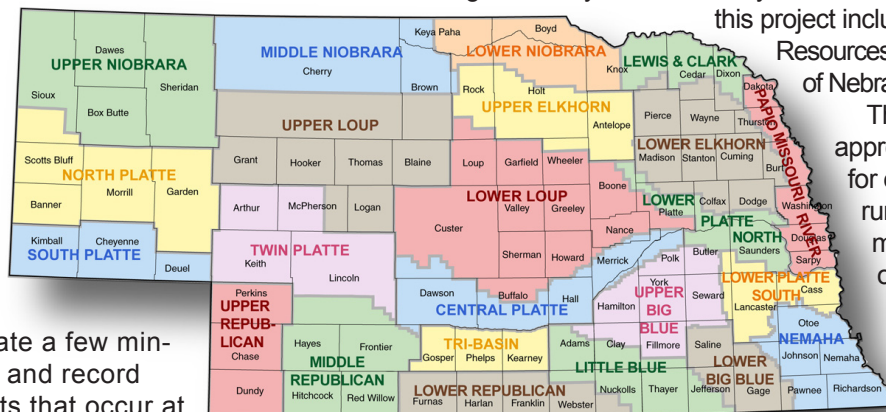 this project inclu
Resources
of Nebra
Th
appro
for c
rur
m
c
ate a few min-
and record
ts that occur at
UPPER NIOBRARA
Dawes
Sioux
Sheridan
Box Butte
MIDDLE NIOBRARA
Cherry
Brown
Keya Paha
Boyd
LOWER NIOBRARA
Knox
LEWIS & CLARK
Cedar
Dixon
Dakota
PAPIO MISSOURI RIVER
Thurston
Burt
Washington
Douglas
Sarpy
Rock
Holt
UPPER ELKHORN
Antelope
Pierce
Wayne
LOWER ELKHORN
Madison
Stanton
Cuming
UPPER LOUP
Grant
Hooker
Thomas
Blaine
Logan
Loup
Garfield
Wheeler
LOWER LOUP
Boone
Custer
Valley
Greeley
Nance
Sherman
Howard
Buffalo
Scotts Bluff
NORTH PLATTE
Morrill
Garden
Banner
Kimball
Cheyenne
SOUTH PLATTE
Deuel
Arthur
McPherson
TWIN PLATTE
Keith
Lincoln
LOWER
Platte
Colfax
Dodge
PLATTE
NORTH
Saunders
Butler
Merrick
Polk
Dawson
Hall
CENTRAL PLATTE
York
Hamilton
Seward
UPPER
BIG
BLUE
Fillmore
LOWER PLATTE
SOUTH
Cass
Lancaster
Otoe
NEMAHA
Johnson
Nemaha
Pawnee
Richardson
Perkins
UPPER
REPUB-
LICAN
Chase
Dundy
Hayes
Frontier
MIDDLE
REPUBLICAN
Hitchcock
Red Willow
TRI-BASIN
Gosper
Phelps
Kearney
LOWER REPUBLICAN
Furnas
Harlan
Franklin
Webster
Adams
Clay
LITTLE BLUE
Nuckolls
Thayer
Jefferson
Saline
LOWER
BIG BLUE
Gage